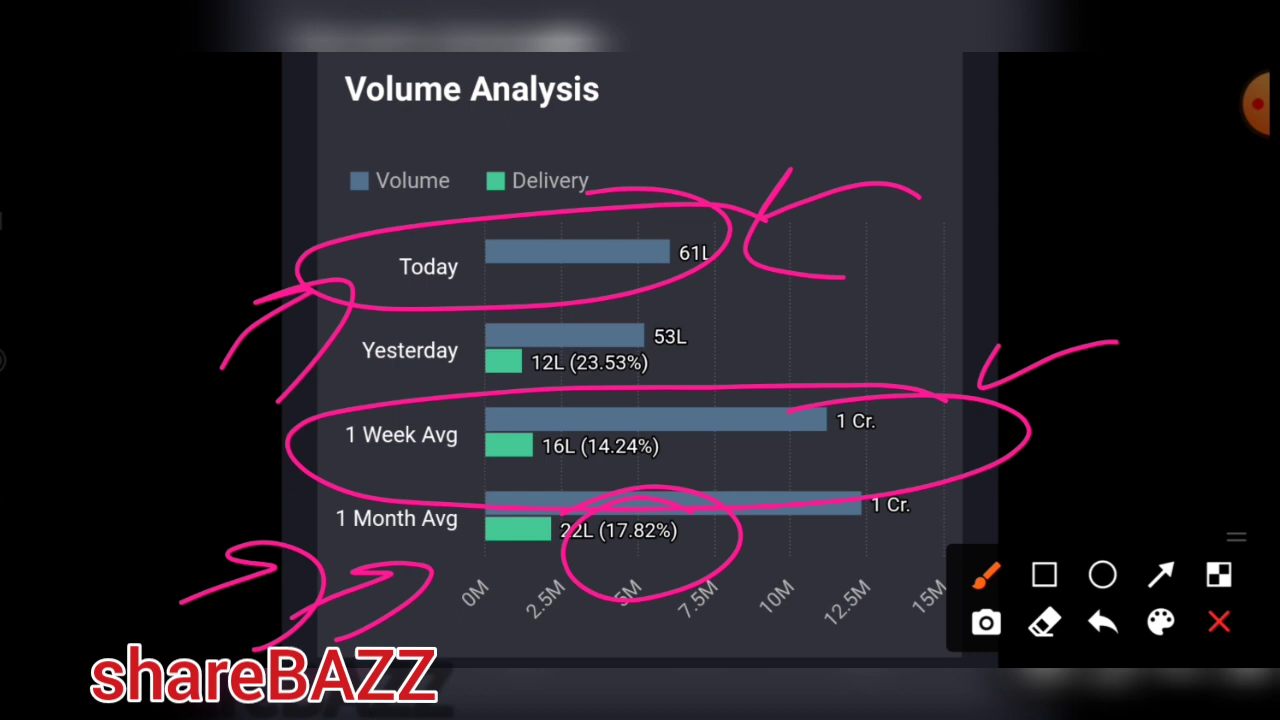 Volume Analysis
Volume Delivery
Today 61L
Yesterday 53L
12L (23.53%)
1 Week Avg 1 Cr.
16L (14.24%)
1 Month Avg 1 Cr.
22L (17.82%)
0M 2.5M 5M 7.5M 10M 12.5M 15M
shareBAZZ